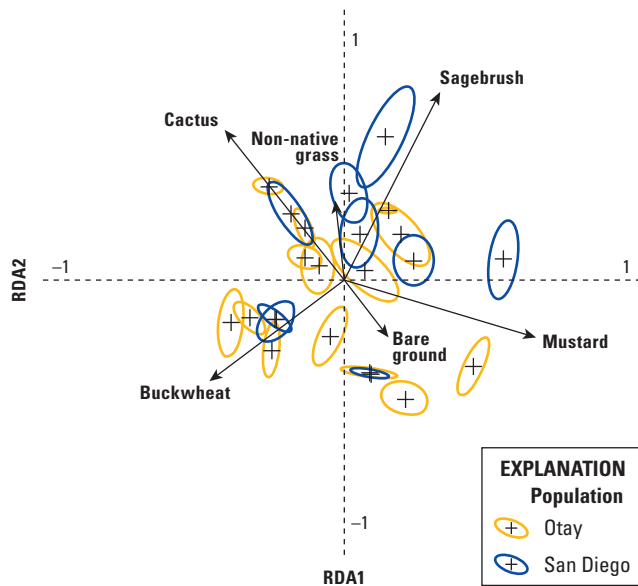 1
Sagebrush
Cactus
Non-native
grass
–1
1
RDA2
Bare
ground
Mustard
Buckwheat
–1
RDA1
EXPLANATION
Population
Otay
San Diego